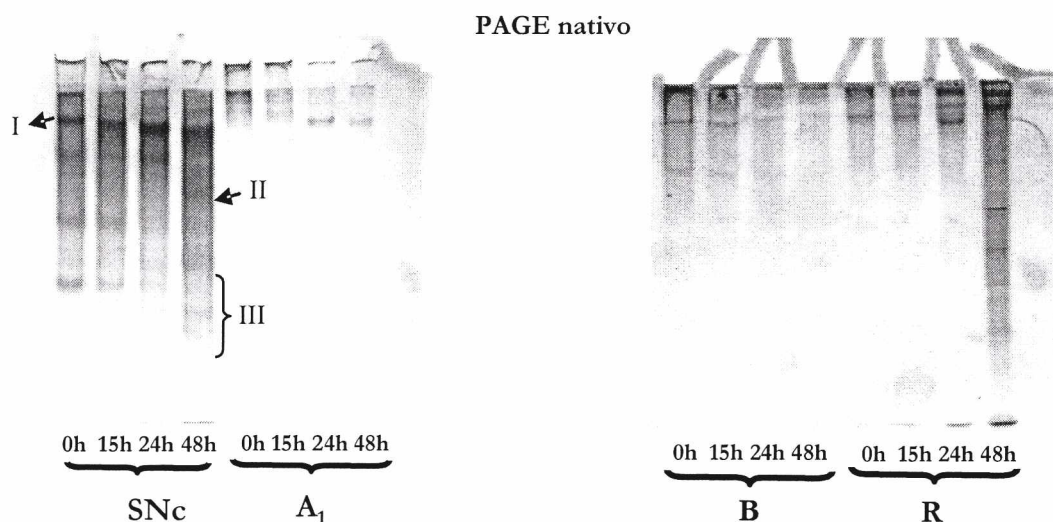 PAGE nativo
I
II
III
0h 15h 24h 48h 0h 15h 24h 48h
SNc A₁
0h 15h 24h 48h 0h 15h 24h 48h
B R